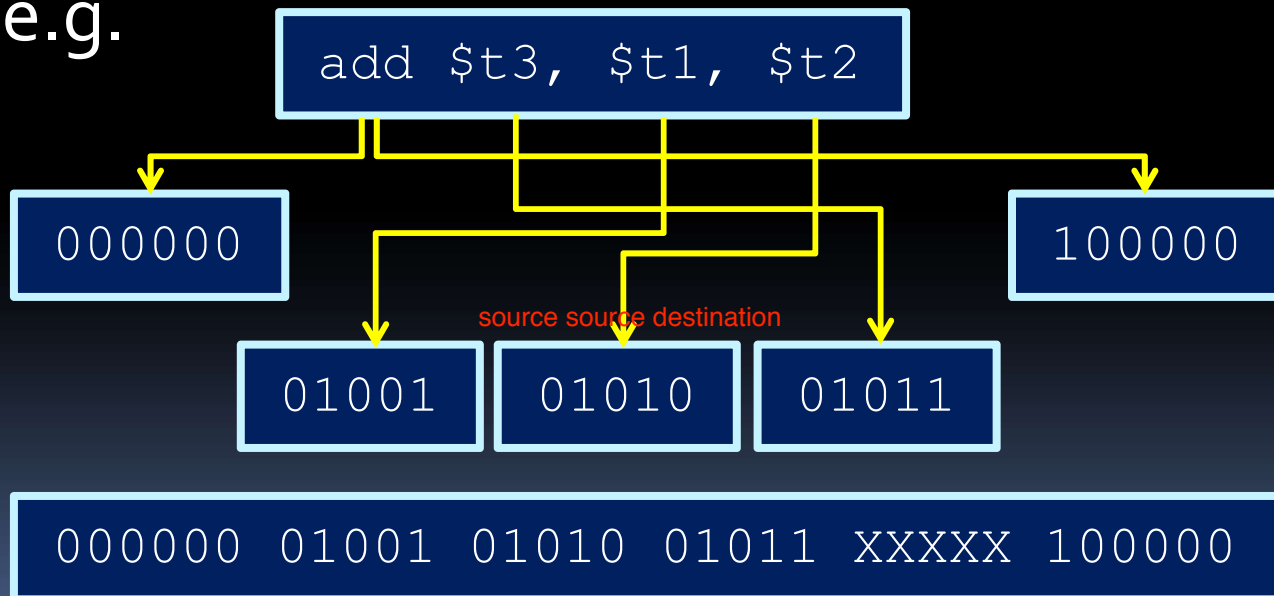 e.g.
add $t3, $t1, $t2
000000 100000
source source destination
01001 01010 01011
000000 01001 01010 01011 XXXXX 100000